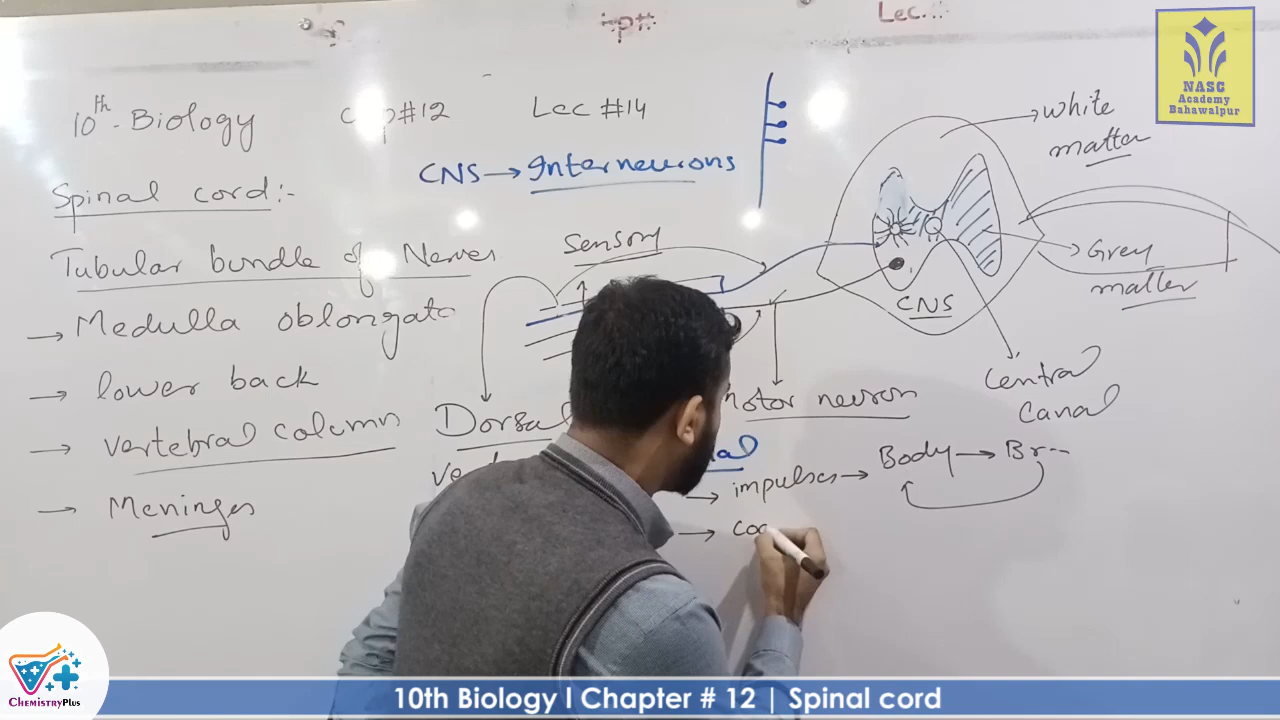 Lec.
NASC
Academy
Bahawalpur
10th - Biology
#12
Lec #14
CNS → Interneurons
White
matter
Spinal cord:-
Tubular bundle of Nerves
Sensory
→ Grey
matter
CNS
→ Medulla oblongata
→ lower back
→ vertebral column
→ Meninges
Dorsal
motor neuron
Central
Canal
→ impulses → Body → Br--
ChemistryPlus
10th Biology I Chapter # 12 | Spinal cord